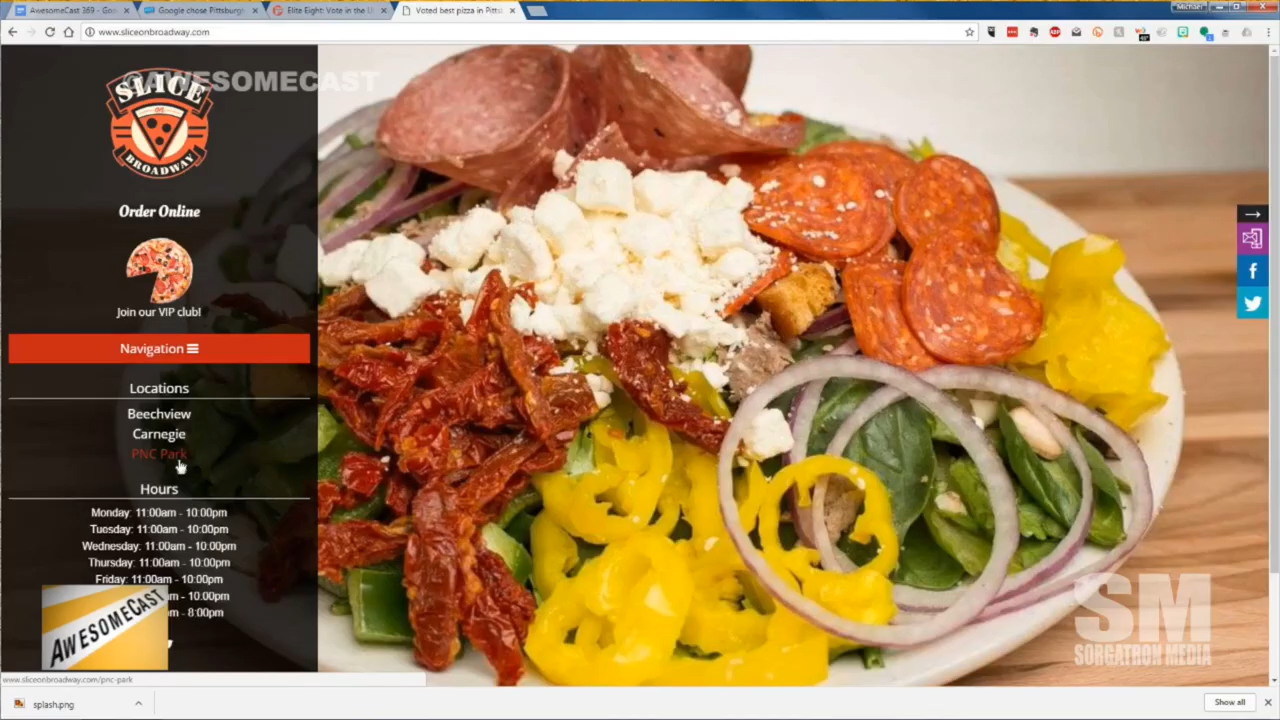 AwesomeCast 369 - Goo
Google chose Pittsburgh
Elite Eight: Vote in the U
Voted best pizza in Pitts
Michael
www.sliceonbroadway.com
AWESOMECAST
SLICE
ON
BROADWAY
Order Online
Join our VIP club!
Navigation
Locations
Beechview
Carnegie
PNC Park
Hours
Monday: 11:00am - 10:00pm
Tuesday: 11:00am - 10:00pm
Wednesday: 11:00am - 10:00pm
Thursday: 11:00am - 10:00pm
Friday: 11:00am - 10:00pm
am - 10:00pm
m - 8:00pm
AWESOMECAST
SM
SORGATRON MEDIA
www.sliceonbroadway.com/pnc-park
splash.png
Show all